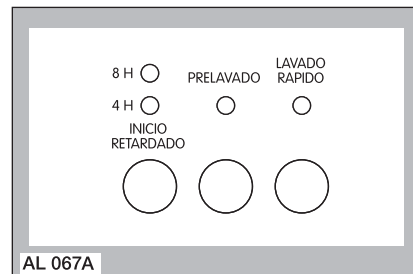 8 H
4 H
INICIO
RETARDADO
PRELAVADO
LAVADO
RAPIDO
AL 067A